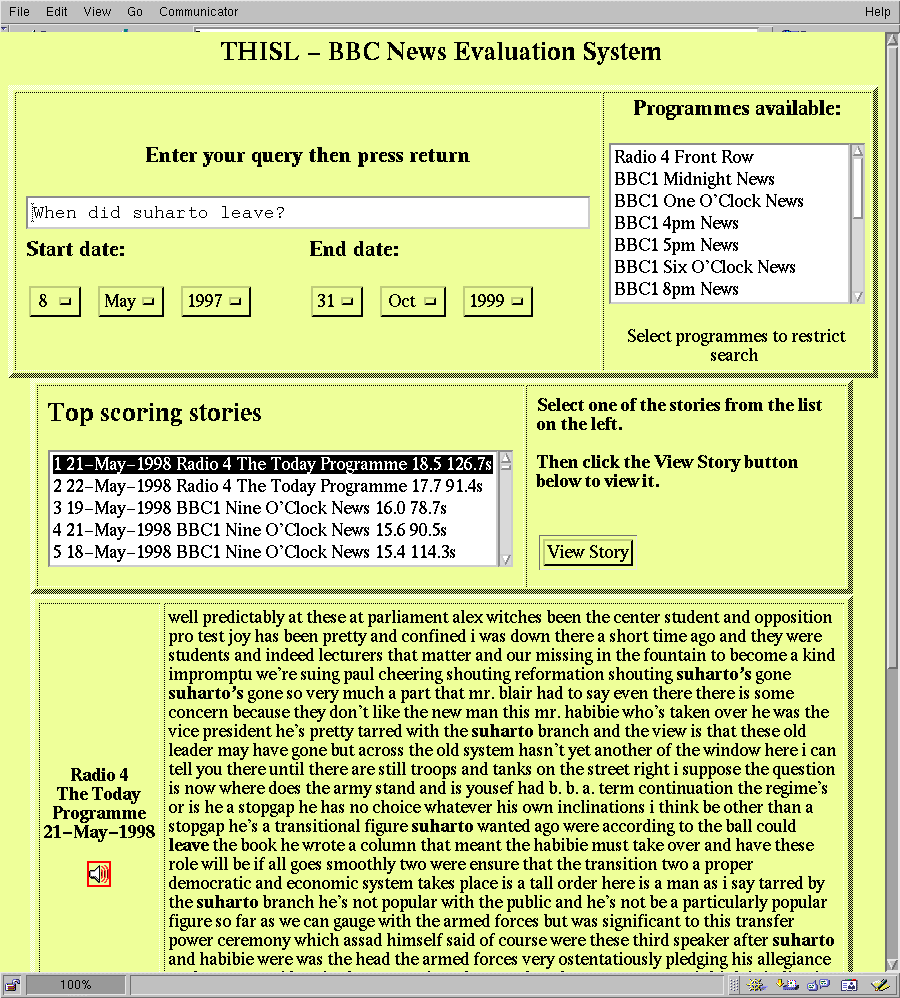 File Edit View Go Communicator Help
THISL – BBC News Evaluation System
Enter your query then press return
When did suharto leave?
Start date:
End date:
8 May 1997
31 Oct 1999
Programmes available:
Radio 4 Front Row
BBC1 Midnight News
BBC1 One O'Clock News
BBC1 4pm News
BBC1 5pm News
BBC1 Six O'Clock News
BBC1 8pm News
Select programmes to restrict
search
Top scoring stories
1 21–May–1998 Radio 4 The Today Programme 18.5 126.7s
2 22–May–1998 Radio 4 The Today Programme 17.7 91.4s
3 19–May–1998 BBC1 Nine O'Clock News 16.0 78.7s
4 21–May–1998 BBC1 Nine O'Clock News 15.6 90.5s
5 18–May–1998 BBC1 Nine O'Clock News 15.4 114.3s
Select one of the stories from the list
on the left.
Then click the View Story button
below to view it.
View Story
Radio 4
The Today
Programme
21–May–1998
well predictably at these at parliament alex witches been the center student and opposition
pro test joy has been pretty and confined i was down there a short time ago and they were
students and indeed lecturers that matter and our missing in the fountain to become a kind
impromptu we're suing paul cheering shouting reformation shouting suharto's gone
suharto's gone so very much a part that mr. blair had to say even there there is some
concern because they don't like the new man this mr. habibie who's taken over he was the
vice president he's pretty tarred with the suharto branch and the view is that these old
leader may have gone but across the old system hasn't yet another of the window here i can
tell you there until there are still troops and tanks on the street right i suppose the question
is now where does the army stand and is yousef had b. b. a. term continuation the regime's
or is he a stopgap he has no choice whatever his own inclinations i think be other than a
stopgap he's a transitional figure suharto wanted ago were according to the ball could
leave the book he wrote a column that meant the habibie must take over and have these
role will be if all goes smoothly two were ensure that the transition two a proper
democratic and economic system takes place is a tall order here is a man as i say tarred by
the suharto branch he's not popular with the public and he's not be a particularly popular
figure so far as we can gauge with the armed forces but was significant to this transfer
power ceremony which assad himself said of course were these third speaker after suharto
and habibie were was the head the armed forces very ostentatiously pledging his allegiance
100%